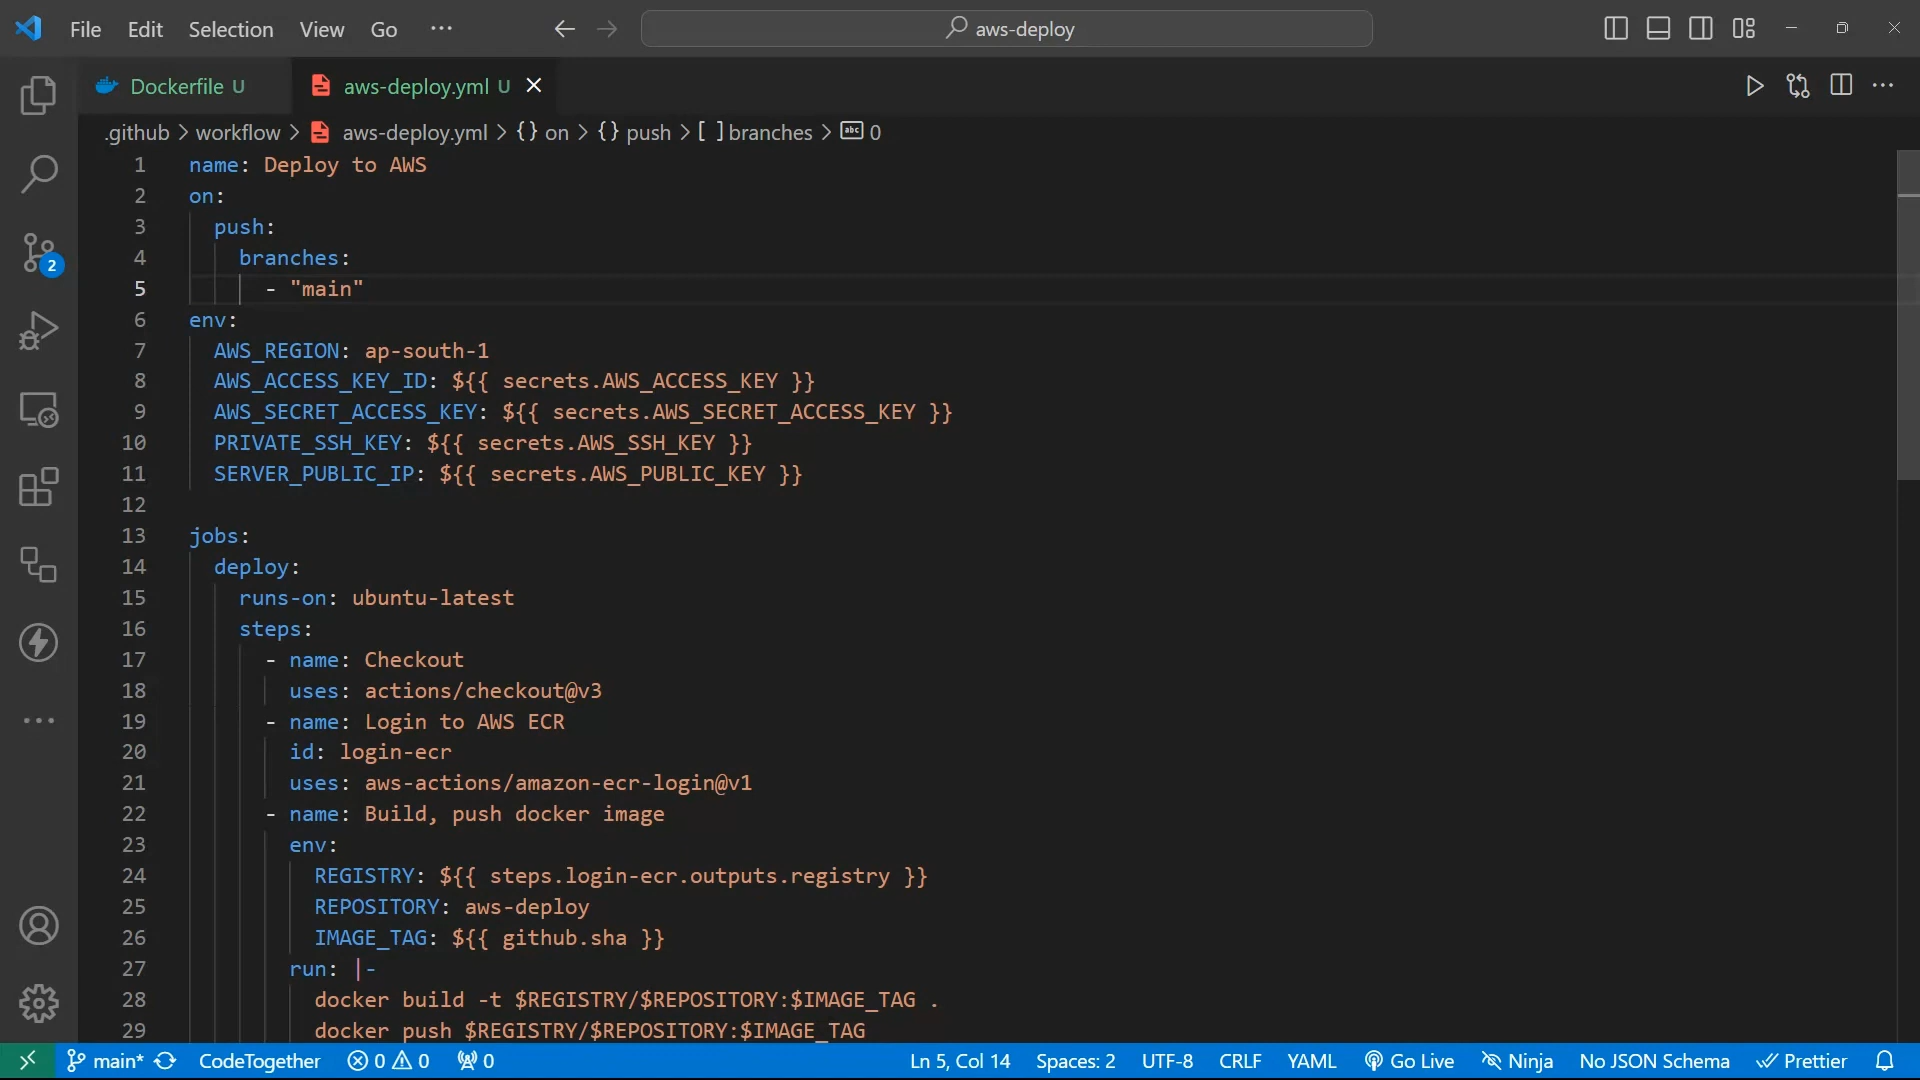 File Edit Selection View Go ··· aws-deploy
Dockerfile U aws-deploy.yml U
.github > workflow > aws-deploy.yml > {} on > {} push > [ ] branches > abc 0
1 name: Deploy to AWS
2 on:
3 push:
4 branches:
5 - "main"
6 env:
7 AWS_REGION: ap-south-1
8 AWS_ACCESS_KEY_ID: ${{ secrets.AWS_ACCESS_KEY }}
9 AWS_SECRET_ACCESS_KEY: ${{ secrets.AWS_SECRET_ACCESS_KEY }}
10 PRIVATE_SSH_KEY: ${{ secrets.AWS_SSH_KEY }}
11 SERVER_PUBLIC_IP: ${{ secrets.AWS_PUBLIC_KEY }}
12
13 jobs:
14 deploy:
15 runs-on: ubuntu-latest
16 steps:
17 - name: Checkout
18 uses: actions/checkout@v3
19 - name: Login to AWS ECR
20 id: login-ecr
21 uses: aws-actions/amazon-ecr-login@v1
22 - name: Build, push docker image
23 env:
24 REGISTRY: ${{ steps.login-ecr.outputs.registry }}
25 REPOSITORY: aws-deploy
26 IMAGE_TAG: ${{ github.sha }}
27 run: |-
28 docker build -t $REGISTRY/$REPOSITORY:$IMAGE_TAG .
29 docker push $REGISTRY/$REPOSITORY:$IMAGE_TAG
2
main* CodeTogether 0 0 0 Ln 5, Col 14 Spaces: 2 UTF-8 CRLF YAML Go Live Ninja No JSON Schema Prettier